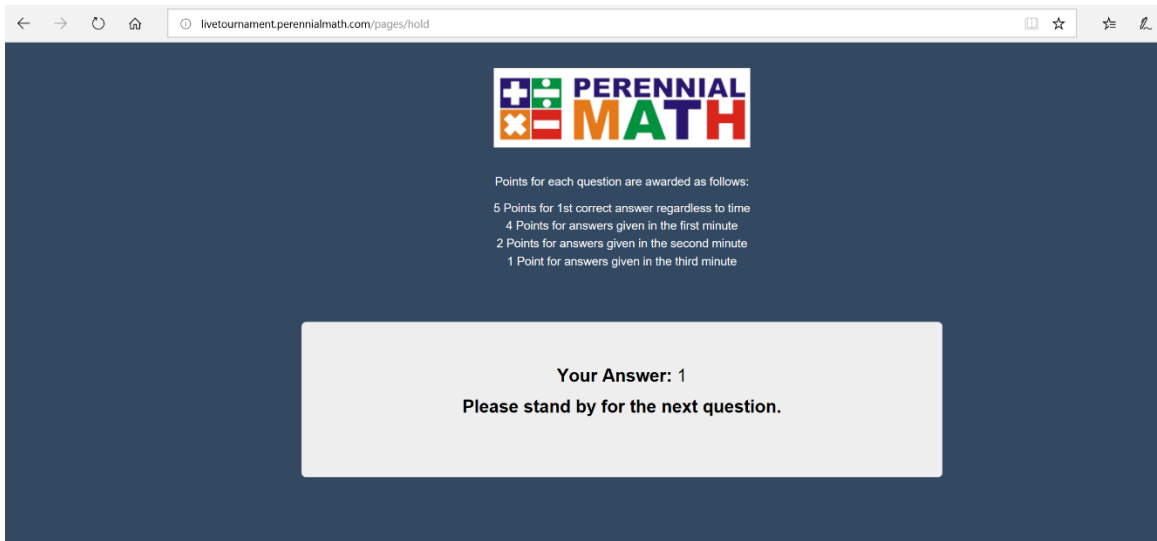 livetournament.perennialmath.com/pages/hold
PERENNIAL
MATH
Points for each question are awarded as follows:
5 Points for 1st correct answer regardless to time
4 Points for answers given in the first minute
2 Points for answers given in the second minute
1 Point for answers given in the third minute
Your Answer: 1
Please stand by for the next question.